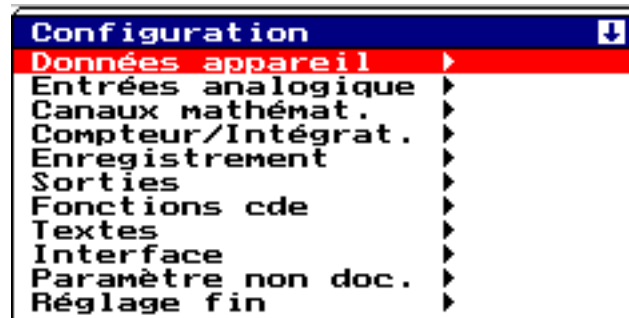 Configuration
Données appareil
Entrées analogique
Canaux mathémat.
Compteur/Intégrat.
Enregistrement
Sorties
Fonctions cde
Textes
Interface
Paramètre non doc.
Réglage fin